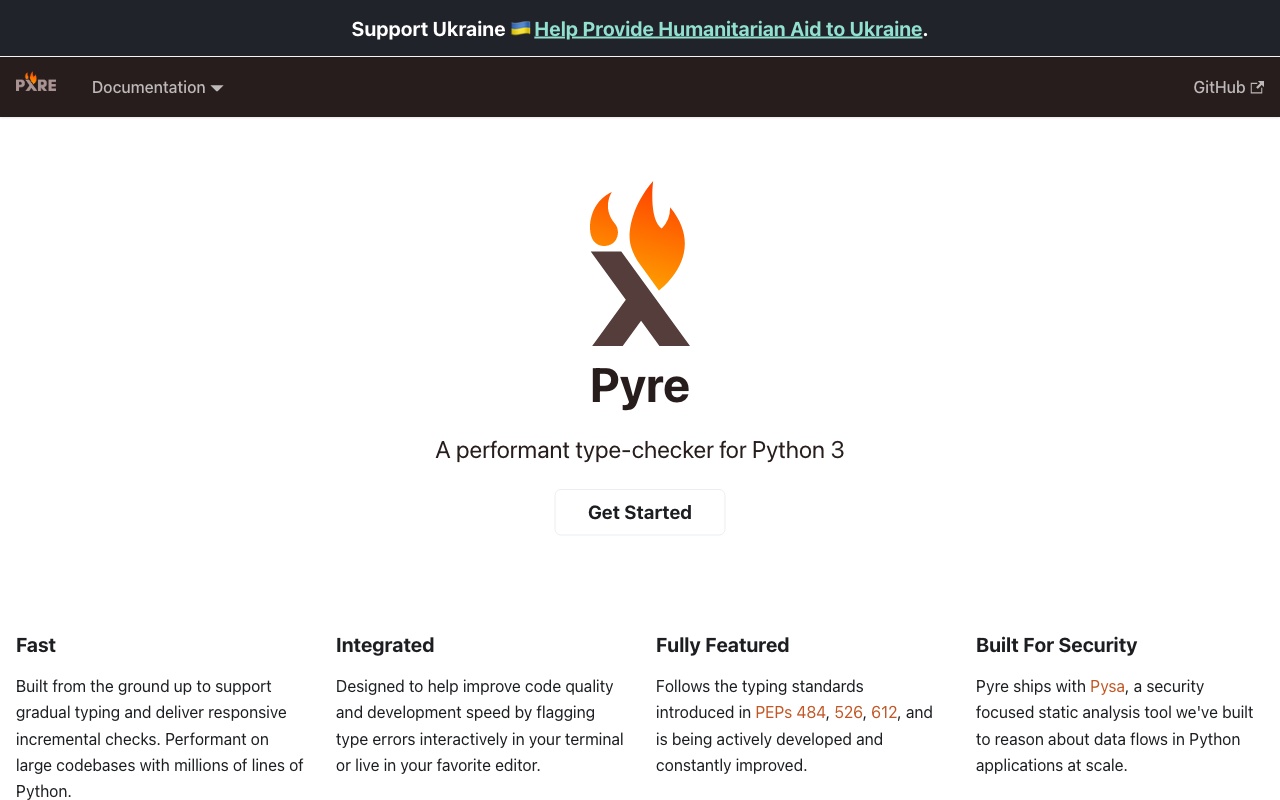 Support Ukraine 🇺🇦 Help Provide Humanitarian Aid to Ukraine.
PYRE
Documentation
GitHub
Pyre
A performant type-checker for Python 3
Get Started
Fast
Built from the ground up to support
gradual typing and deliver responsive
incremental checks. Performant on
large codebases with millions of lines of
Python.
Integrated
Designed to help improve code quality
and development speed by flagging
type errors interactively in your terminal
or live in your favorite editor.
Fully Featured
Follows the typing standards
introduced in PEPs 484, 526, 612, and
is being actively developed and
constantly improved.
Built For Security
Pyre ships with Pysa, a security
focused static analysis tool we've built
to reason about data flows in Python
applications at scale.